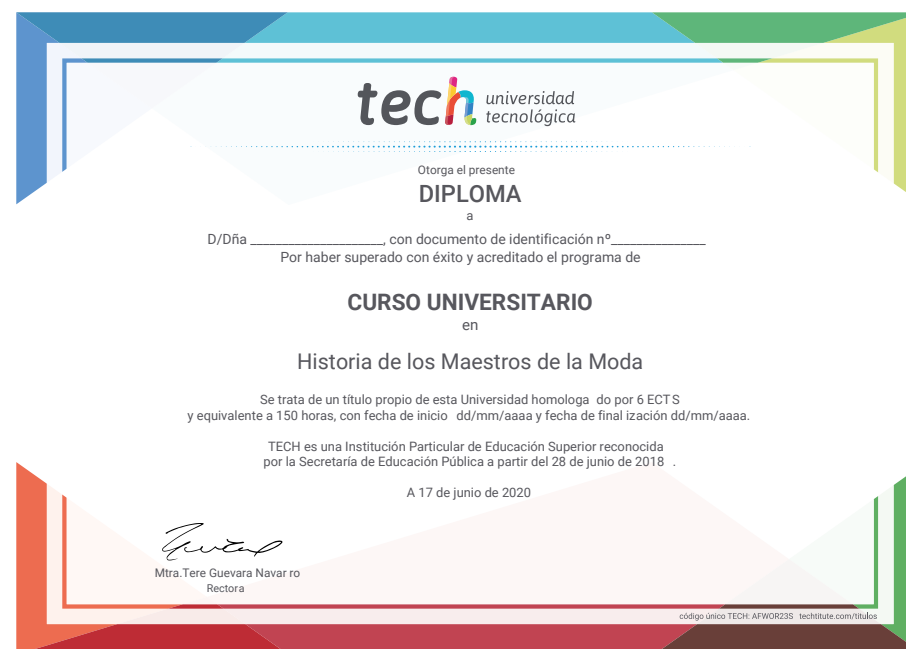 tech universidad
tecnológica
Otorga el presente
DIPLOMA
a
D/Dña ____________________, con documento de identificación nº______________
Por haber superado con éxito y acreditado el programa de
CURSO UNIVERSITARIO
en
Historia de los Maestros de la Moda
Se trata de un título propio de esta Universidad homologa do por 6 ECTS
y equivalente a 150 horas, con fecha de inicio dd/mm/aaaa y fecha de final ización dd/mm/aaaa.
TECH es una Institución Particular de Educación Superior reconocida
por la Secretaría de Educación Pública a partir del 28 de junio de 2018 .
A 17 de junio de 2020
Mtra.Tere Guevara Navar ro
Rectora
código único TECH: AFWOR23S techtitute.com/titulos